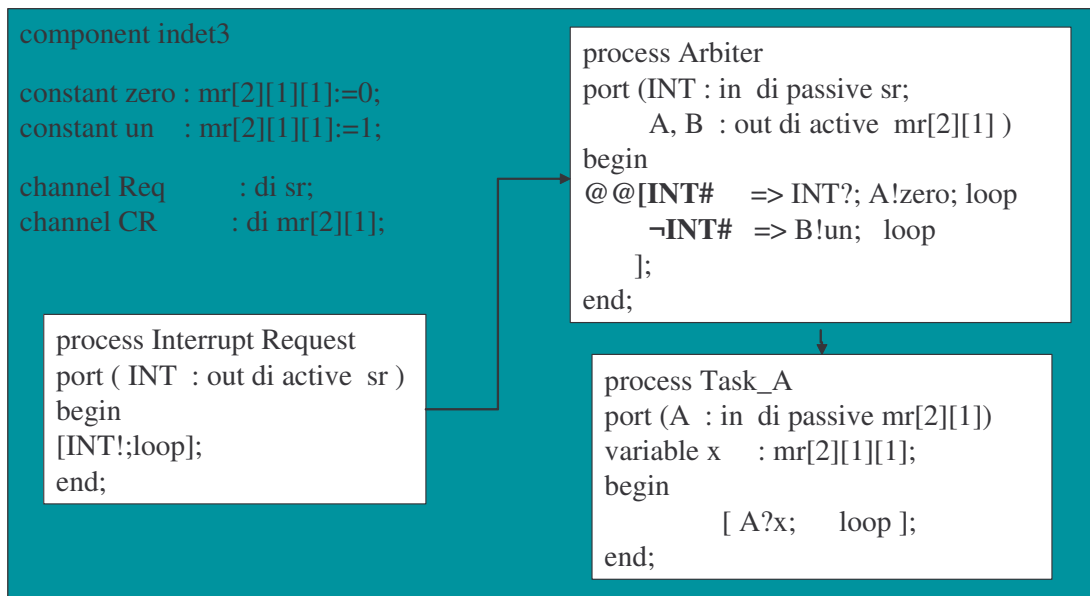 component indet3
constant zero : mr[2][1][1]:=0;
constant un : mr[2][1][1]:=1;
channel Req : di sr;
channel CR : di mr[2][1];
process Interrupt Request
port ( INT : out di active sr )
begin
[INT!;loop];
end;
process Arbiter
port (INT : in di passive sr;
A, B : out di active mr[2][1] )
begin
@@[INT# => INT?; A!zero; loop
¬INT# => B!un; loop
];
end;
process Task_A
port (A : in di passive mr[2][1])
variable x : mr[2][1][1];
begin
[ A?x; loop ];
end;